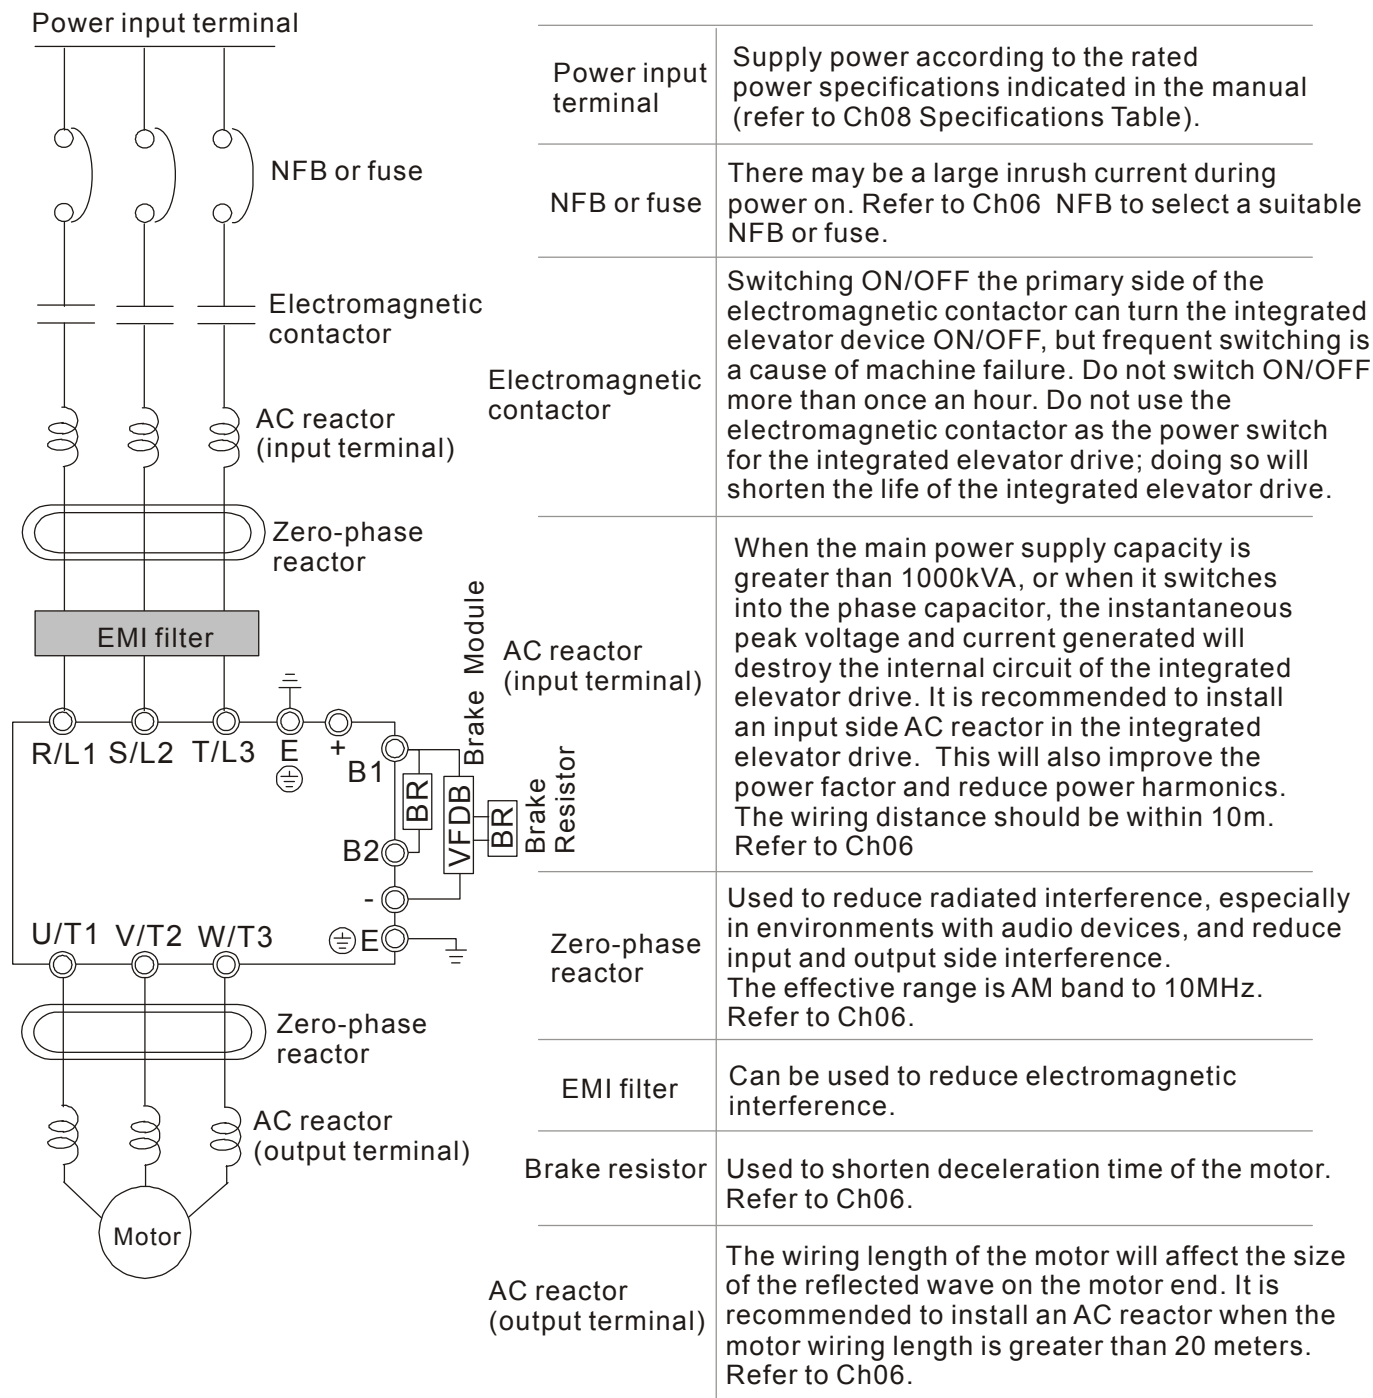 Power input terminal
NFB or fuse
Electromagnetic
contactor
AC reactor
(input terminal)
Zero-phase
reactor
EMI filter
R/L1 S/L2 T/L3 E +
B1
B2
-
E
BR
VFDB
BR
Brake Module
Brake
Resistor
U/T1 V/T2 W/T3
Zero-phase
reactor
AC reactor
(output terminal)
Motor
Power input
terminal
Supply power according to the rated
power specifications indicated in the manual
(refer to Ch08 Specifications Table).
NFB or fuse
There may be a large inrush current during
power on. Refer to Ch06 NFB to select a suitable
NFB or fuse.
Electromagnetic
contactor
Switching ON/OFF the primary side of the
electromagnetic contactor can turn the integrated
elevator device ON/OFF, but frequent switching is
a cause of machine failure. Do not switch ON/OFF
more than once an hour. Do not use the
electromagnetic contactor as the power switch
for the integrated elevator drive; doing so will
shorten the life of the integrated elevator drive.
AC reactor
(input terminal)
When the main power supply capacity is
greater than 1000kVA, or when it switches
into the phase capacitor, the instantaneous
peak voltage and current generated will
destroy the internal circuit of the integrated
elevator drive. It is recommended to install
an input side AC reactor in the integrated
elevator drive. This will also improve the
power factor and reduce power harmonics.
The wiring distance should be within 10m.
Refer to Ch06
Zero-phase
reactor
Used to reduce radiated interference, especially
in environments with audio devices, and reduce
input and output side interference.
The effective range is AM band to 10MHz.
Refer to Ch06.
EMI filter
Can be used to reduce electromagnetic
interference.
Brake resistor
Used to shorten deceleration time of the motor.
Refer to Ch06.
AC reactor
(output terminal)
The wiring length of the motor will affect the size
of the reflected wave on the motor end. It is
recommended to install an AC reactor when the
motor wiring length is greater than 20 meters.
Refer to Ch06.